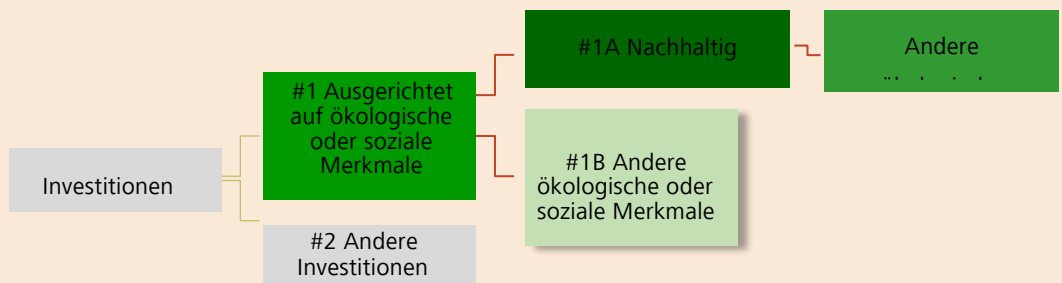 #1A Nachhaltig
Andere
#1 Ausgerichtet
auf ökologische
oder soziale
Merkmale
#1B Andere
ökologische oder
soziale Merkmale
Investitionen
#2 Andere
Investitionen